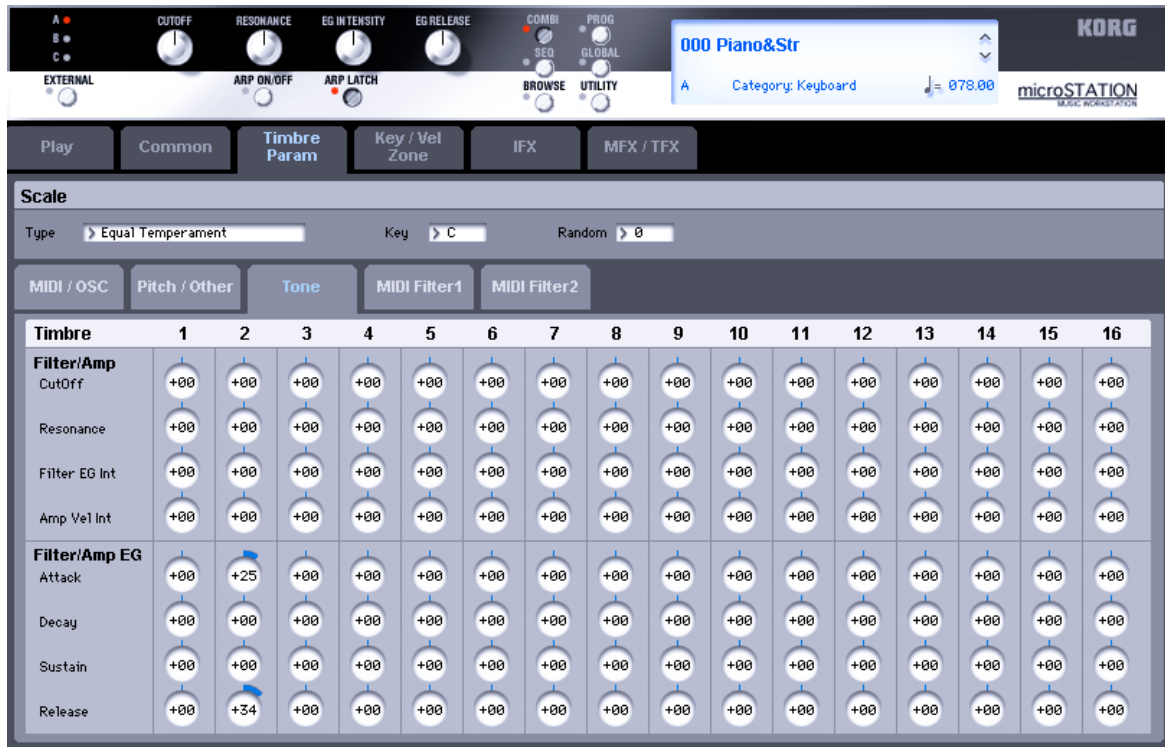 A CUTOFF RESONANCE EG INTENSITY EG RELEASE COMBI PROG KORG
B
C SEQ GLOBAL
000 Piano&Str
EXTERNAL ARP ON/OFF ARP LATCH BROWSE UTILITY
A Category: Keyboard ♩= 078.00
microSTATION
MUSIC WORKSTATION
Play Common Timbre Param Key / Vel Zone IFX MFX / TFX
Scale
Type Equal Temperament Key C Random 0
MIDI / OSC Pitch / Other Tone MIDI Filter1 MIDI Filter2
Timbre 1 2 3 4 5 6 7 8 9 10 11 12 13 14 15 16
Filter/Amp
CutOff +00 +00 +00 +00 +00 +00 +00 +00 +00 +00 +00 +00 +00 +00 +00 +00
Resonance +00 +00 +00 +00 +00 +00 +00 +00 +00 +00 +00 +00 +00 +00 +00 +00
Filter EG Int +00 +00 +00 +00 +00 +00 +00 +00 +00 +00 +00 +00 +00 +00 +00 +00
Amp Vel Int +00 +00 +00 +00 +00 +00 +00 +00 +00 +00 +00 +00 +00 +00 +00 +00
Filter/Amp EG
Attack +00 +25 +00 +00 +00 +00 +00 +00 +00 +00 +00 +00 +00 +00 +00 +00
Decay +00 +00 +00 +00 +00 +00 +00 +00 +00 +00 +00 +00 +00 +00 +00 +00
Sustain +00 +00 +00 +00 +00 +00 +00 +00 +00 +00 +00 +00 +00 +00 +00 +00
Release +00 +34 +00 +00 +00 +00 +00 +00 +00 +00 +00 +00 +00 +00 +00 +00